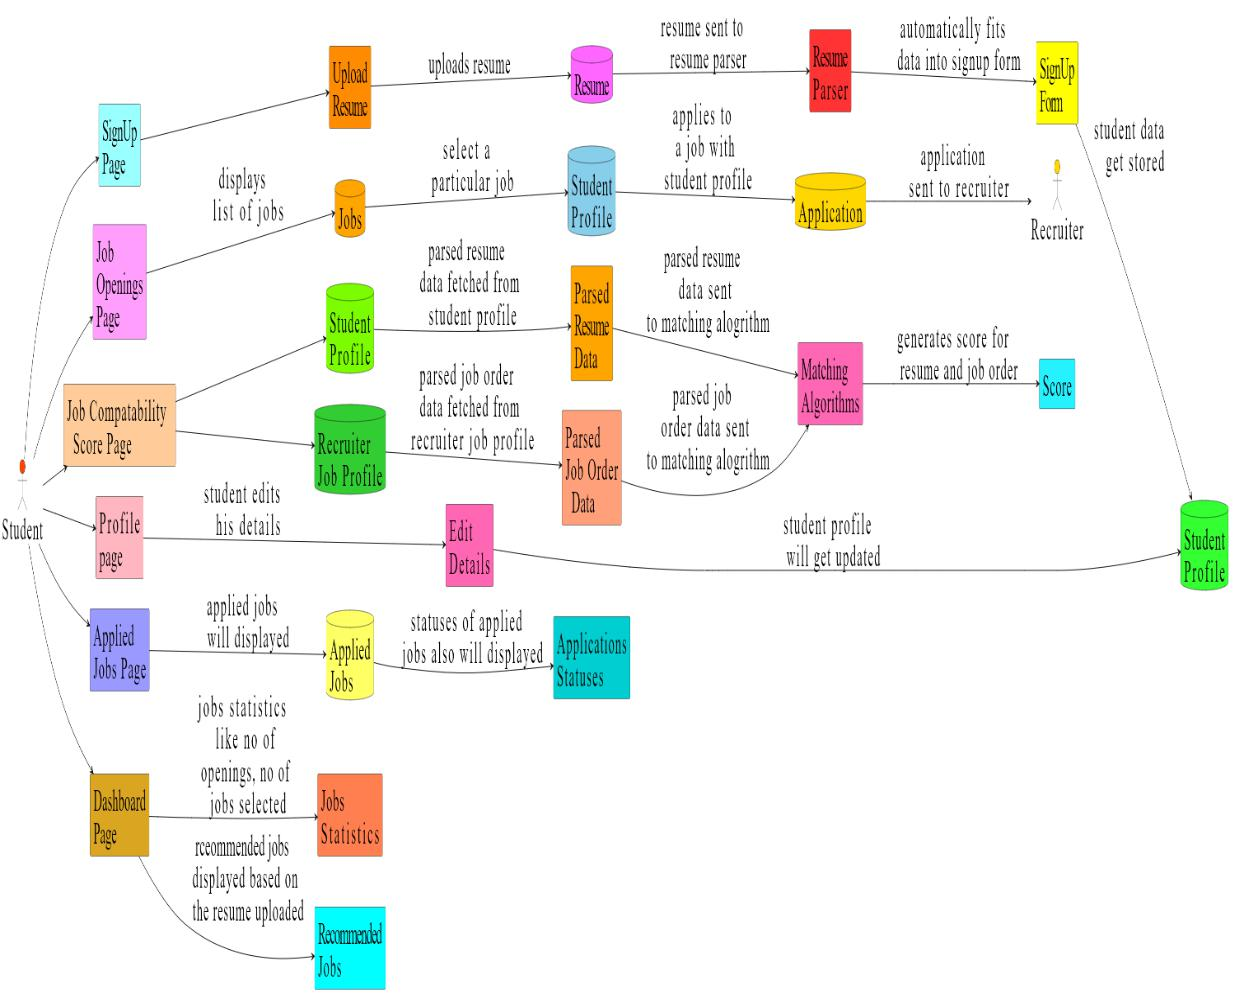 resume sent to
resume parser
automatically fits
data into signup form
uploads resume
Upload
Resume
Resume
Resume
Parser
SignUp
Form
SignUp
Page
student data
get stored
applies to
a job with
student profile
select a
particular job
application
sent to recruiter
displays
list of jobs
Jobs
Student
Profile
Application
Recruiter
Job
Openings
Page
parsed resume
data fetched from
student profile
parsed resume
data sent
to matching alogrithm
Student
Profile
Parsed
Resume
Data
generates score for
resume and job order
Matching
Algorithms
Score
Job Compatability
Score Page
parsed job order
data fetched from
recruiter job profile
parsed job
order data sent
to matching alogrithm
Recruiter
Job Profile
Parsed
Job Order
Data
Student
Profile
page
student edits
his details
Edit
Details
student profile
will get updated
Student
Profile
Applied
Jobs Page
applied jobs
will displayed
Applied
Jobs
statuses of applied
jobs also will displayed
Applications
Statuses
jobs statistics
like no of
openings, no of
jobs selected
Dashboard
Page
Jobs
Statistics
rceommended jobs
displayed based on
the resume uploaded
Recommended
Jobs